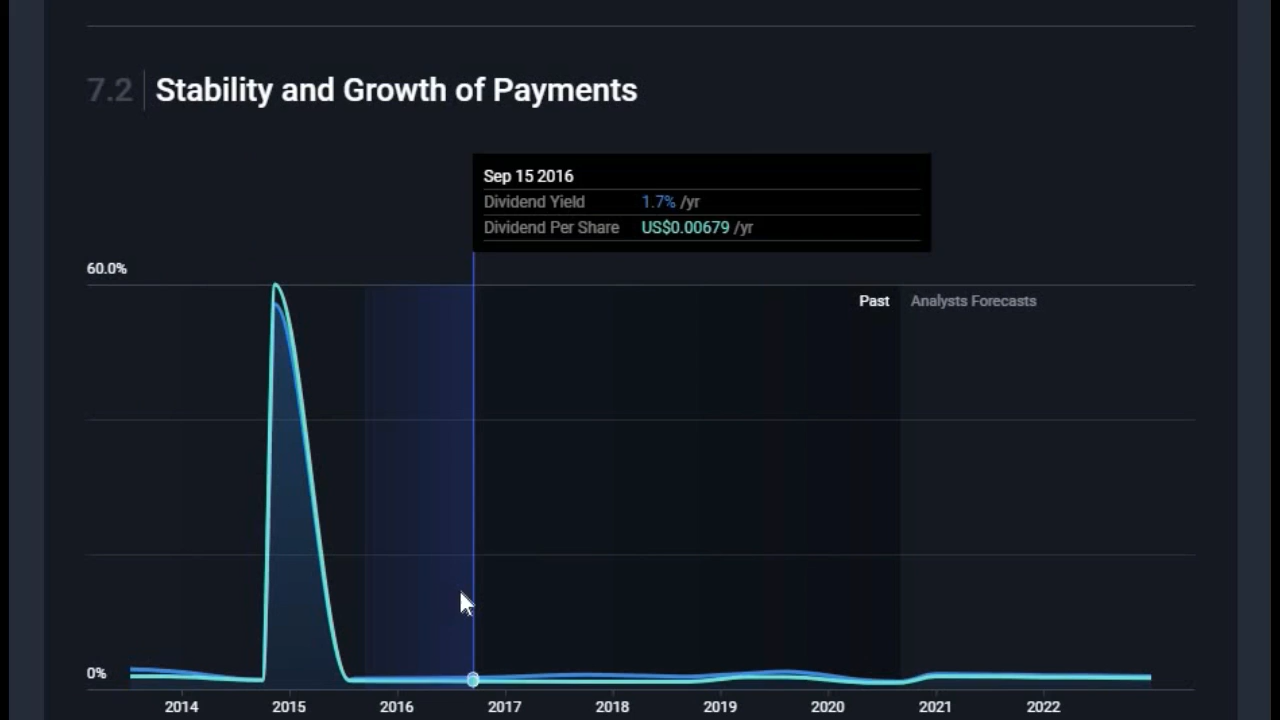 7.2 Stability and Growth of Payments
Sep 15 2016
Dividend Yield 1.7% /yr
Dividend Per Share US$0.00679 /yr
60.0%
Past Analysts Forecasts
0%
2014 2015 2016 2017 2018 2019 2020 2021 2022